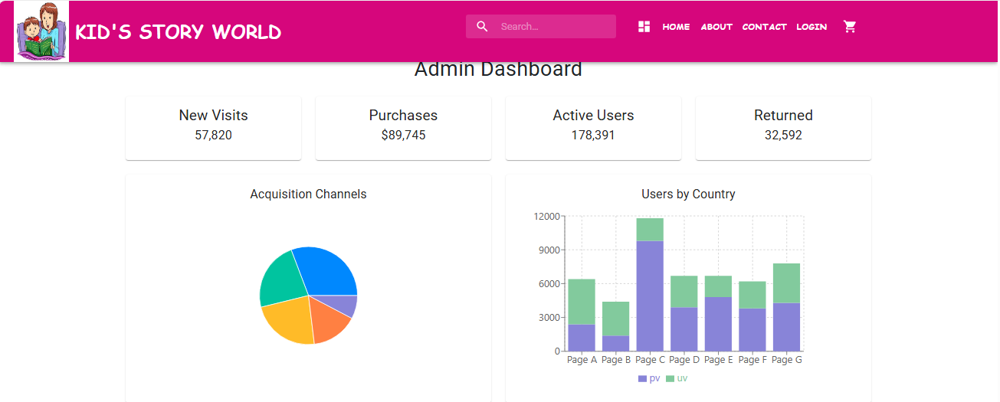 KID'S STORY WORLD
Search...
HOME ABOUT CONTACT LOGIN
Admin Dashboard
New Visits
57,820
Purchases
$89,745
Active Users
178,391
Returned
32,592
Acquisition Channels
Users by Country
12000
9000
6000
3000
0
Page A Page B Page C Page D Page E Page F Page G
pv uv